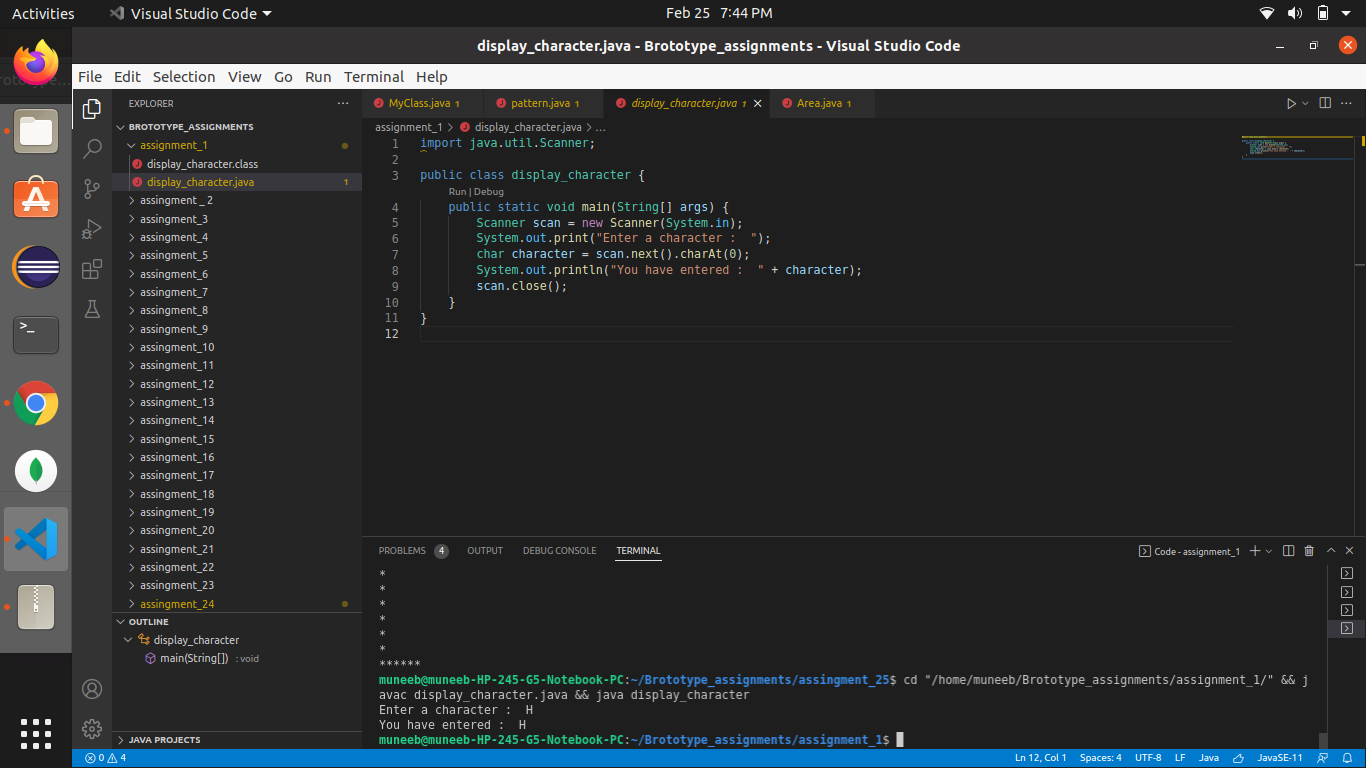 Activities
Visual Studio Code
Feb 25 7:44 PM
display_character.java - Brototype_assignments - Visual Studio Code
File Edit Selection View Go Run Terminal Help
EXPLORER
MyClass.java 1
pattern.java 1
display_character.java 1
Area.java 1
BROTOTYPE_ASSIGNMENTS
assignment_1
display_character.class
display_character.java 1
assingment_ 2
assingment_3
assingment_4
assingment_5
assingment_6
assingment_7
assingment_8
assingment_9
assingment_10
assingment_11
assingment_12
assingment_13
assingment_14
assingment_15
assingment_16
assingment_17
assingment_18
assingment_19
assingment_20
assingment_21
assingment_22
assingment_23
assingment_24
OUTLINE
display_character
main(String[]) : void
JAVA PROJECTS
assignment_1 > display_character.java > ...
1 import java.util.Scanner;
2
3 public class display_character {
Run | Debug
4 public static void main(String[] args) {
5 Scanner scan = new Scanner(System.in);
6 System.out.print("Enter a character :  ");
7 char character = scan.next().charAt(0);
8 System.out.println("You have entered :  " + character);
9 scan.close();
10 }
11 }
12
PROBLEMS 4 OUTPUT DEBUG CONSOLE TERMINAL
Code - assignment_1
*
*
*
*
*
*
******
muneeb@muneeb-HP-245-G5-Notebook-PC:~/Brototype_assignments/assingment_25$ cd "/home/muneeb/Brototype_assignments/assignment_1/" && j
avac display_character.java && java display_character
Enter a character :  H
You have entered :  H
muneeb@muneeb-HP-245-G5-Notebook-PC:~/Brototype_assignments/assignment_1$
0 4
Ln 12, Col 1 Spaces: 4 UTF-8 LF Java JavaSE-11